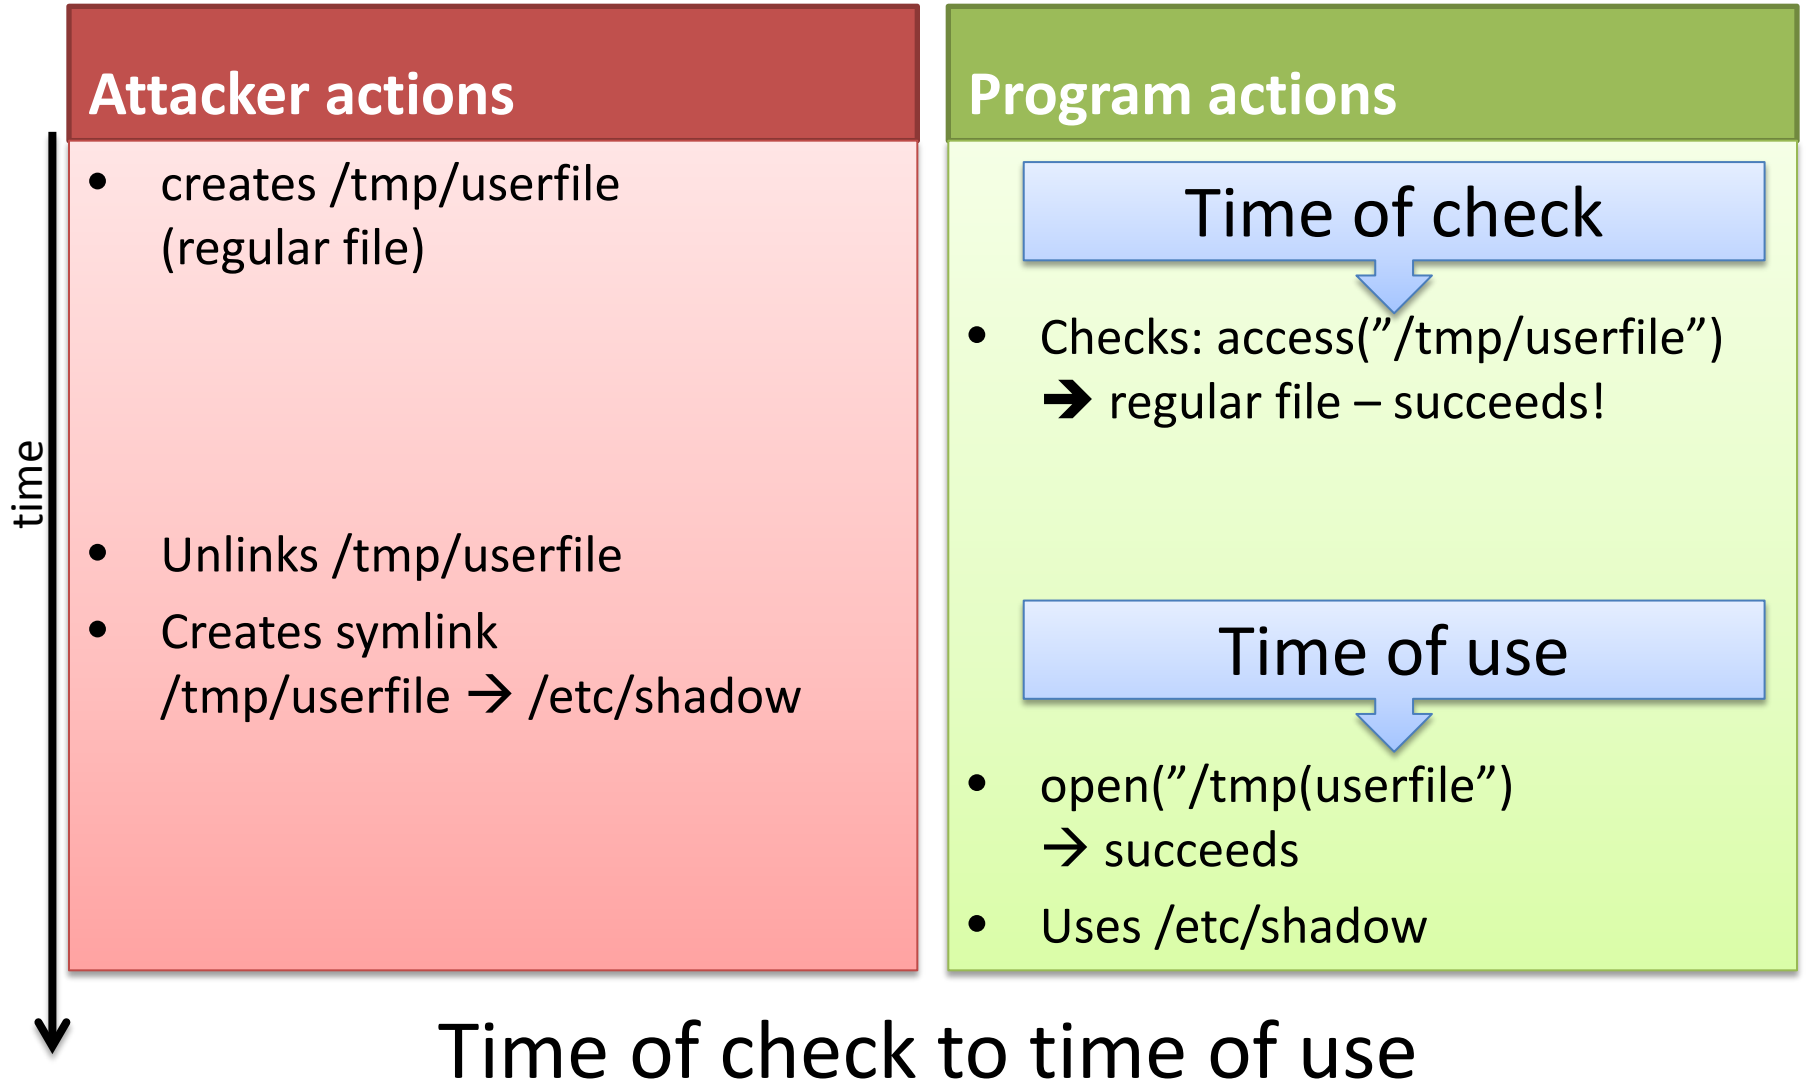 Attacker actions
• creates /tmp/userfile
(regular file)
• Unlinks /tmp/userfile
• Creates symlink
/tmp/userfile → /etc/shadow
Program actions
Time of check
• Checks: access(”/tmp/userfile”)
➔ regular file – succeeds!
Time of use
• open(”/tmp(userfile”)
→ succeeds
• Uses /etc/shadow
time
Time of check to time of use